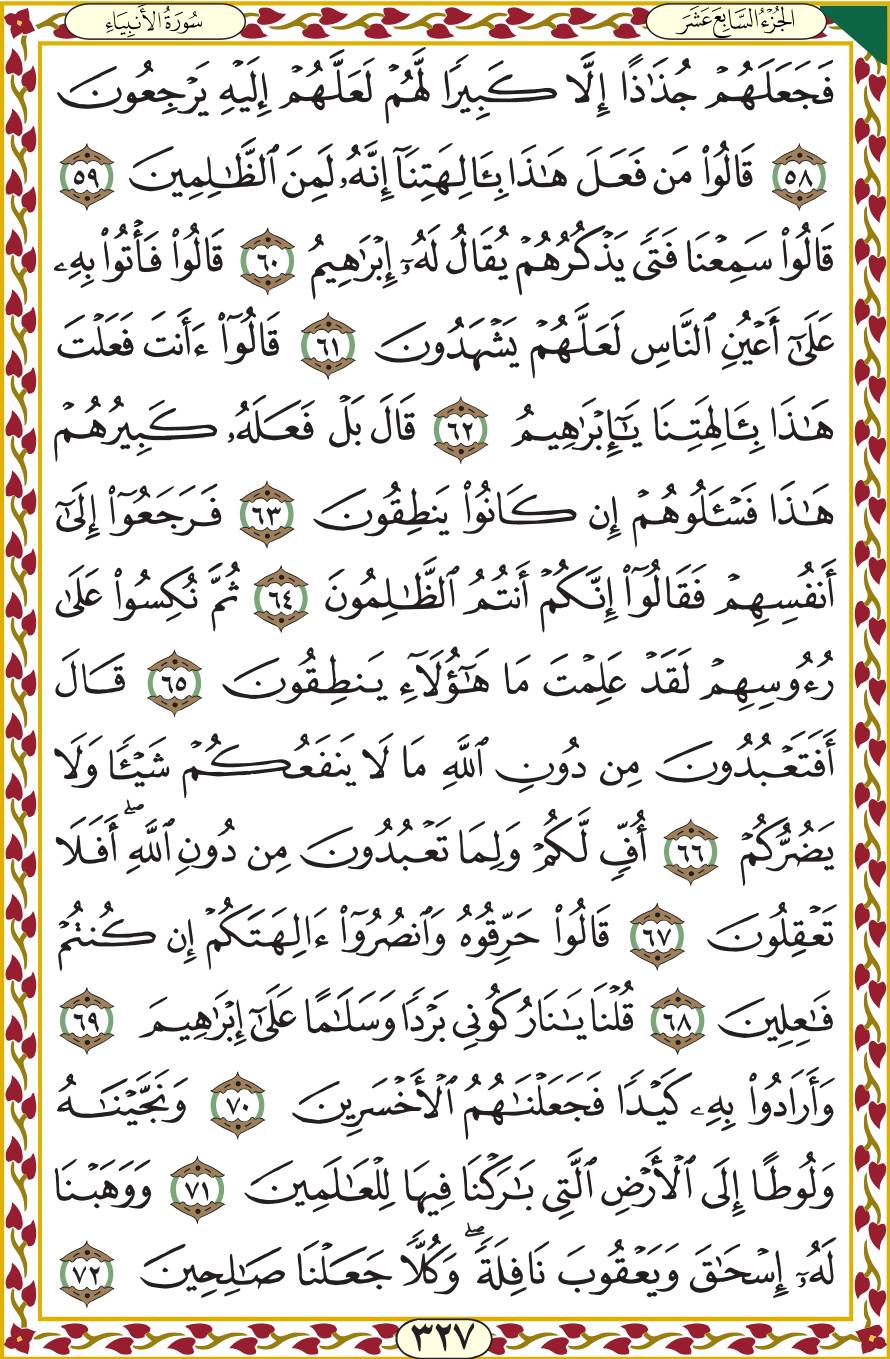 الجُزْءُ السَّابِعَ عَشَرَ
سُورَةُ الأَنبِيَاءِ
فَجَعَلَهُمْ جُذَٰذًا إِلَّا كَبِيرًا لَّهُمْ لَعَلَّهُمْ إِلَيْهِ يَرْجِعُونَ
٥٨ قَالُوا۟ مَن فَعَلَ هَٰذَا بِـَٔالِهَتِنَآ إِنَّهُۥ لَمِنَ ٱلظَّٰلِمِينَ ٥٩
قَالُوا۟ سَمِعْنَا فَتًى يَذْكُرُهُمْ يُقَالُ لَهُۥٓ إِبْرَٰهِيمُ ٦٠ قَالُوا۟ فَأْتُوا۟ بِهِۦ
عَلَىٰٓ أَعْيُنِ ٱلنَّاسِ لَعَلَّهُمْ يَشْهَدُونَ ٦١ قَالُوٓا۟ ءَأَنتَ فَعَلْتَ
هَٰذَا بِـَٔالِهَتِنَا يَٰٓإِبْرَٰهِيمُ ٦٢ قَالَ بَلْ فَعَلَهُۥ كَبِيرُهُمْ
هَٰذَا فَسْـَٔلُوهُمْ إِن كَانُوا۟ يَنطِقُونَ ٦٣ فَرَجَعُوٓا۟ إِلَىٰٓ
أَنفُسِهِمْ فَقَالُوٓا۟ إِنَّكُمْ أَنتُمُ ٱلظَّٰلِمُونَ ٦٤ ثُمَّ نُكِسُوا۟ عَلَىٰ
رُءُوسِهِمْ لَقَدْ عَلِمْتَ مَا هَٰٓؤُلَآءِ يَنطِقُونَ ٦٥ قَالَ
أَفَتَعْبُدُونَ مِن دُونِ ٱللَّهِ مَا لَا يَنفَعُكُمْ شَيْـًٔا وَلَا
يَضُرُّكُمْ ٦٦ أُفٍّ لَّكُمْ وَلِمَا تَعْبُدُونَ مِن دُونِ ٱللَّهِ ۖ أَفَلَا
تَعْقِلُونَ ٦٧ قَالُوا۟ حَرِّقُوهُ وَٱنصُرُوٓا۟ ءَالِهَتَكُمْ إِن كُنتُمْ
فَٰعِلِينَ ٦٨ قُلْنَا يَٰنَارُ كُونِى بَرْدًا وَسَلَٰمًا عَلَىٰٓ إِبْرَٰهِيمَ ٦٩
وَأَرَادُوا۟ بِهِۦ كَيْدًا فَجَعَلْنَٰهُمُ ٱلْأَخْسَرِينَ ٧٠ وَنَجَّيْنَٰهُ
وَلُوطًا إِلَى ٱلْأَرْضِ ٱلَّتِى بَٰرَكْنَا فِيهَا لِلْعَٰلَمِينَ ٧١ وَوَهَبْنَا
لَهُۥٓ إِسْحَٰقَ وَيَعْقُوبَ نَافِلَةً ۖ وَكُلًّا جَعَلْنَا صَٰلِحِينَ ٧٢
٣٢٧